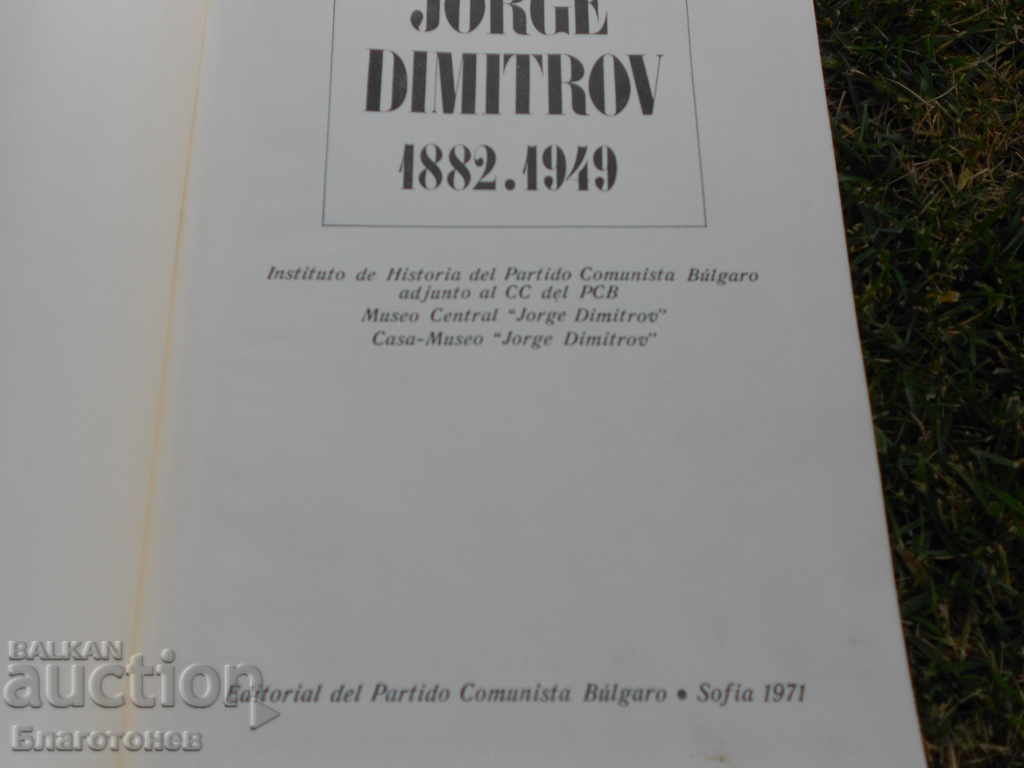 JORGE
DIMITROV
1882.1949
Instituto de Historia del Partido Comunista Búlgaro
adjunto al CC del PCB
Museo Central “Jorge Dimitrov”
Casa-Museo “Jorge Dimitrov”
Editorial del Partido Comunista Búlgaro • Sofia 1971
BALKAN
auction
Благотонев